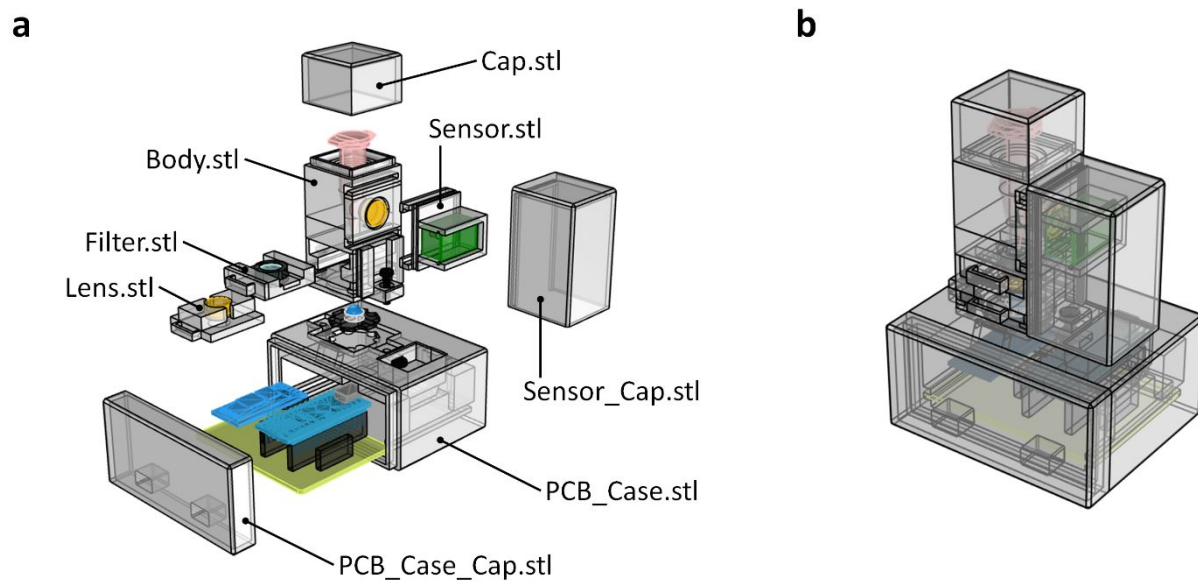 a
b
Cap.stl
Sensor.stl
Body.stl
Filter.stl
Lens.stl
Sensor_Cap.stl
PCB_Case.stl
PCB_Case_Cap.stl